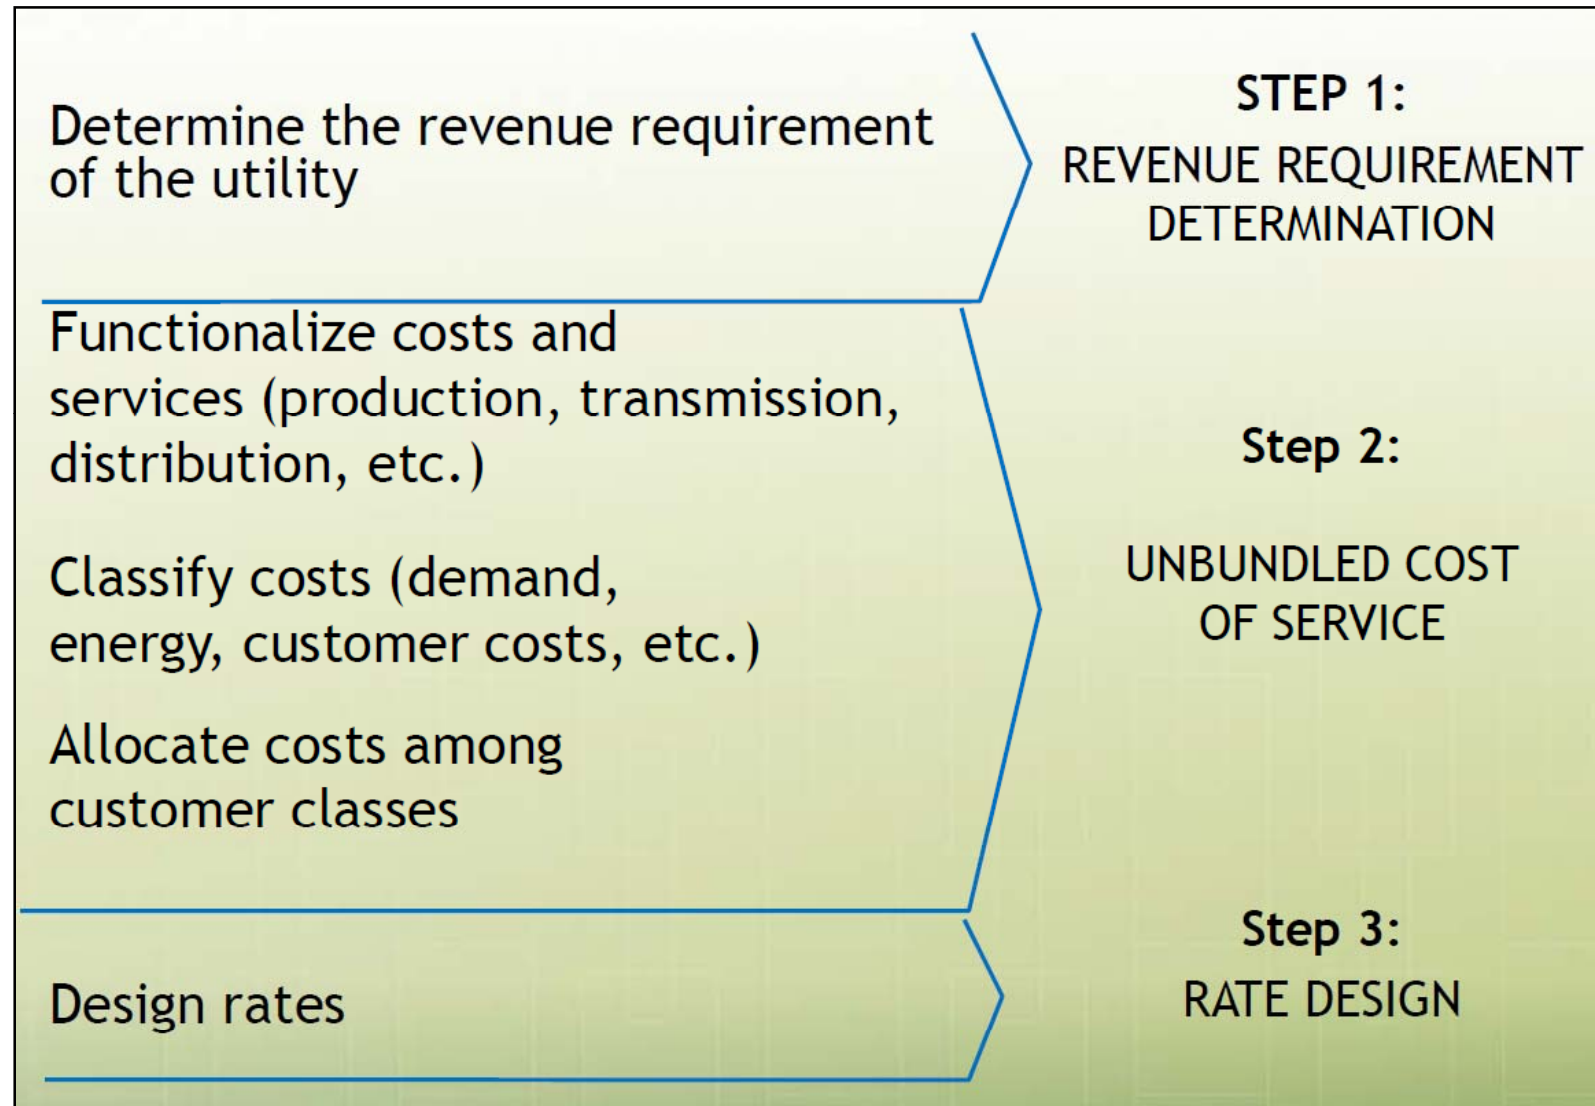 Determine the revenue requirement
of the utility
STEP 1:
REVENUE REQUIREMENT
DETERMINATION
Functionalize costs and
services (production, transmission,
distribution, etc.)
Classify costs (demand,
energy, customer costs, etc.)
Allocate costs among
customer classes
Step 2:
UNBUNDLED COST
OF SERVICE
Design rates
Step 3:
RATE DESIGN